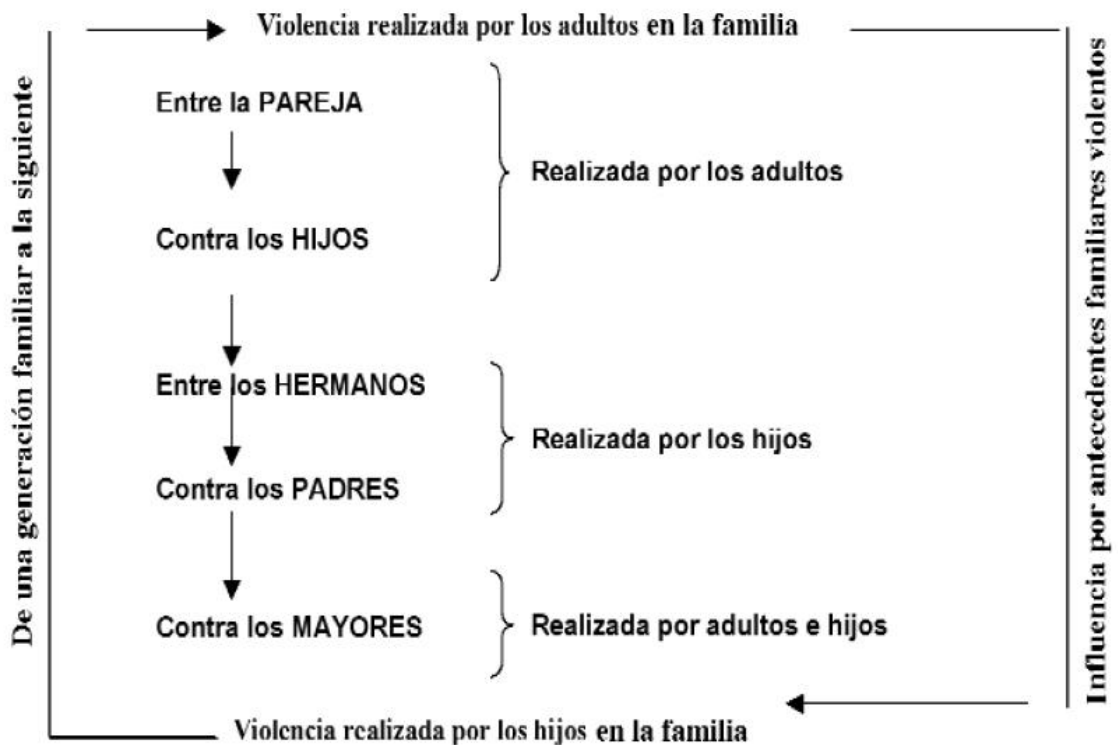 Violencia realizada por los adultos en la familia
De una generación familiar a la siguiente
Entre la PAREJA
Realizada por los adultos
Contra los HIJOS
Entre los HERMANOS
Realizada por los hijos
Contra los PADRES
Contra los MAYORES
Realizada por adultos e hijos
Influencia por antecedentes familiares violentos
Violencia realizada por los hijos en la familia